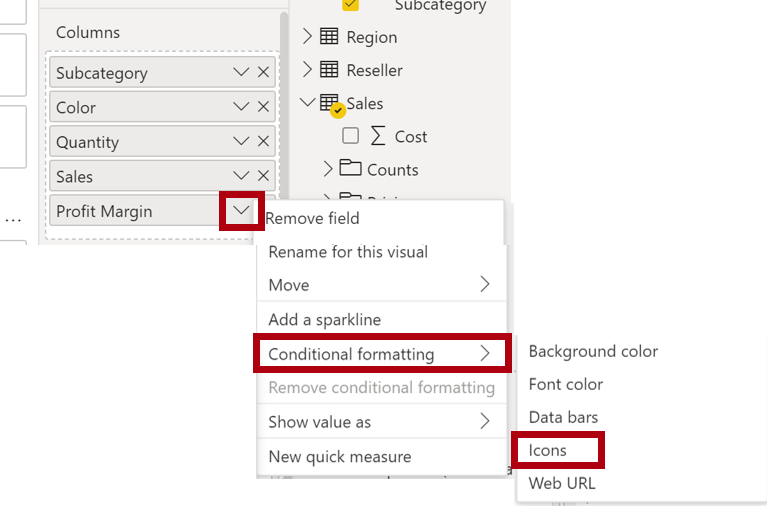 Subcategory
Columns
Region
Subcategory
Reseller
Color
Sales
Quantity
Cost
Sales
Counts
Profit Margin
...
Remove field
Rename for this visual
Move
Add a sparkline
Conditional formatting
Remove conditional formatting
Show value as
New quick measure
Background color
Font color
Data bars
Icons
Web URL